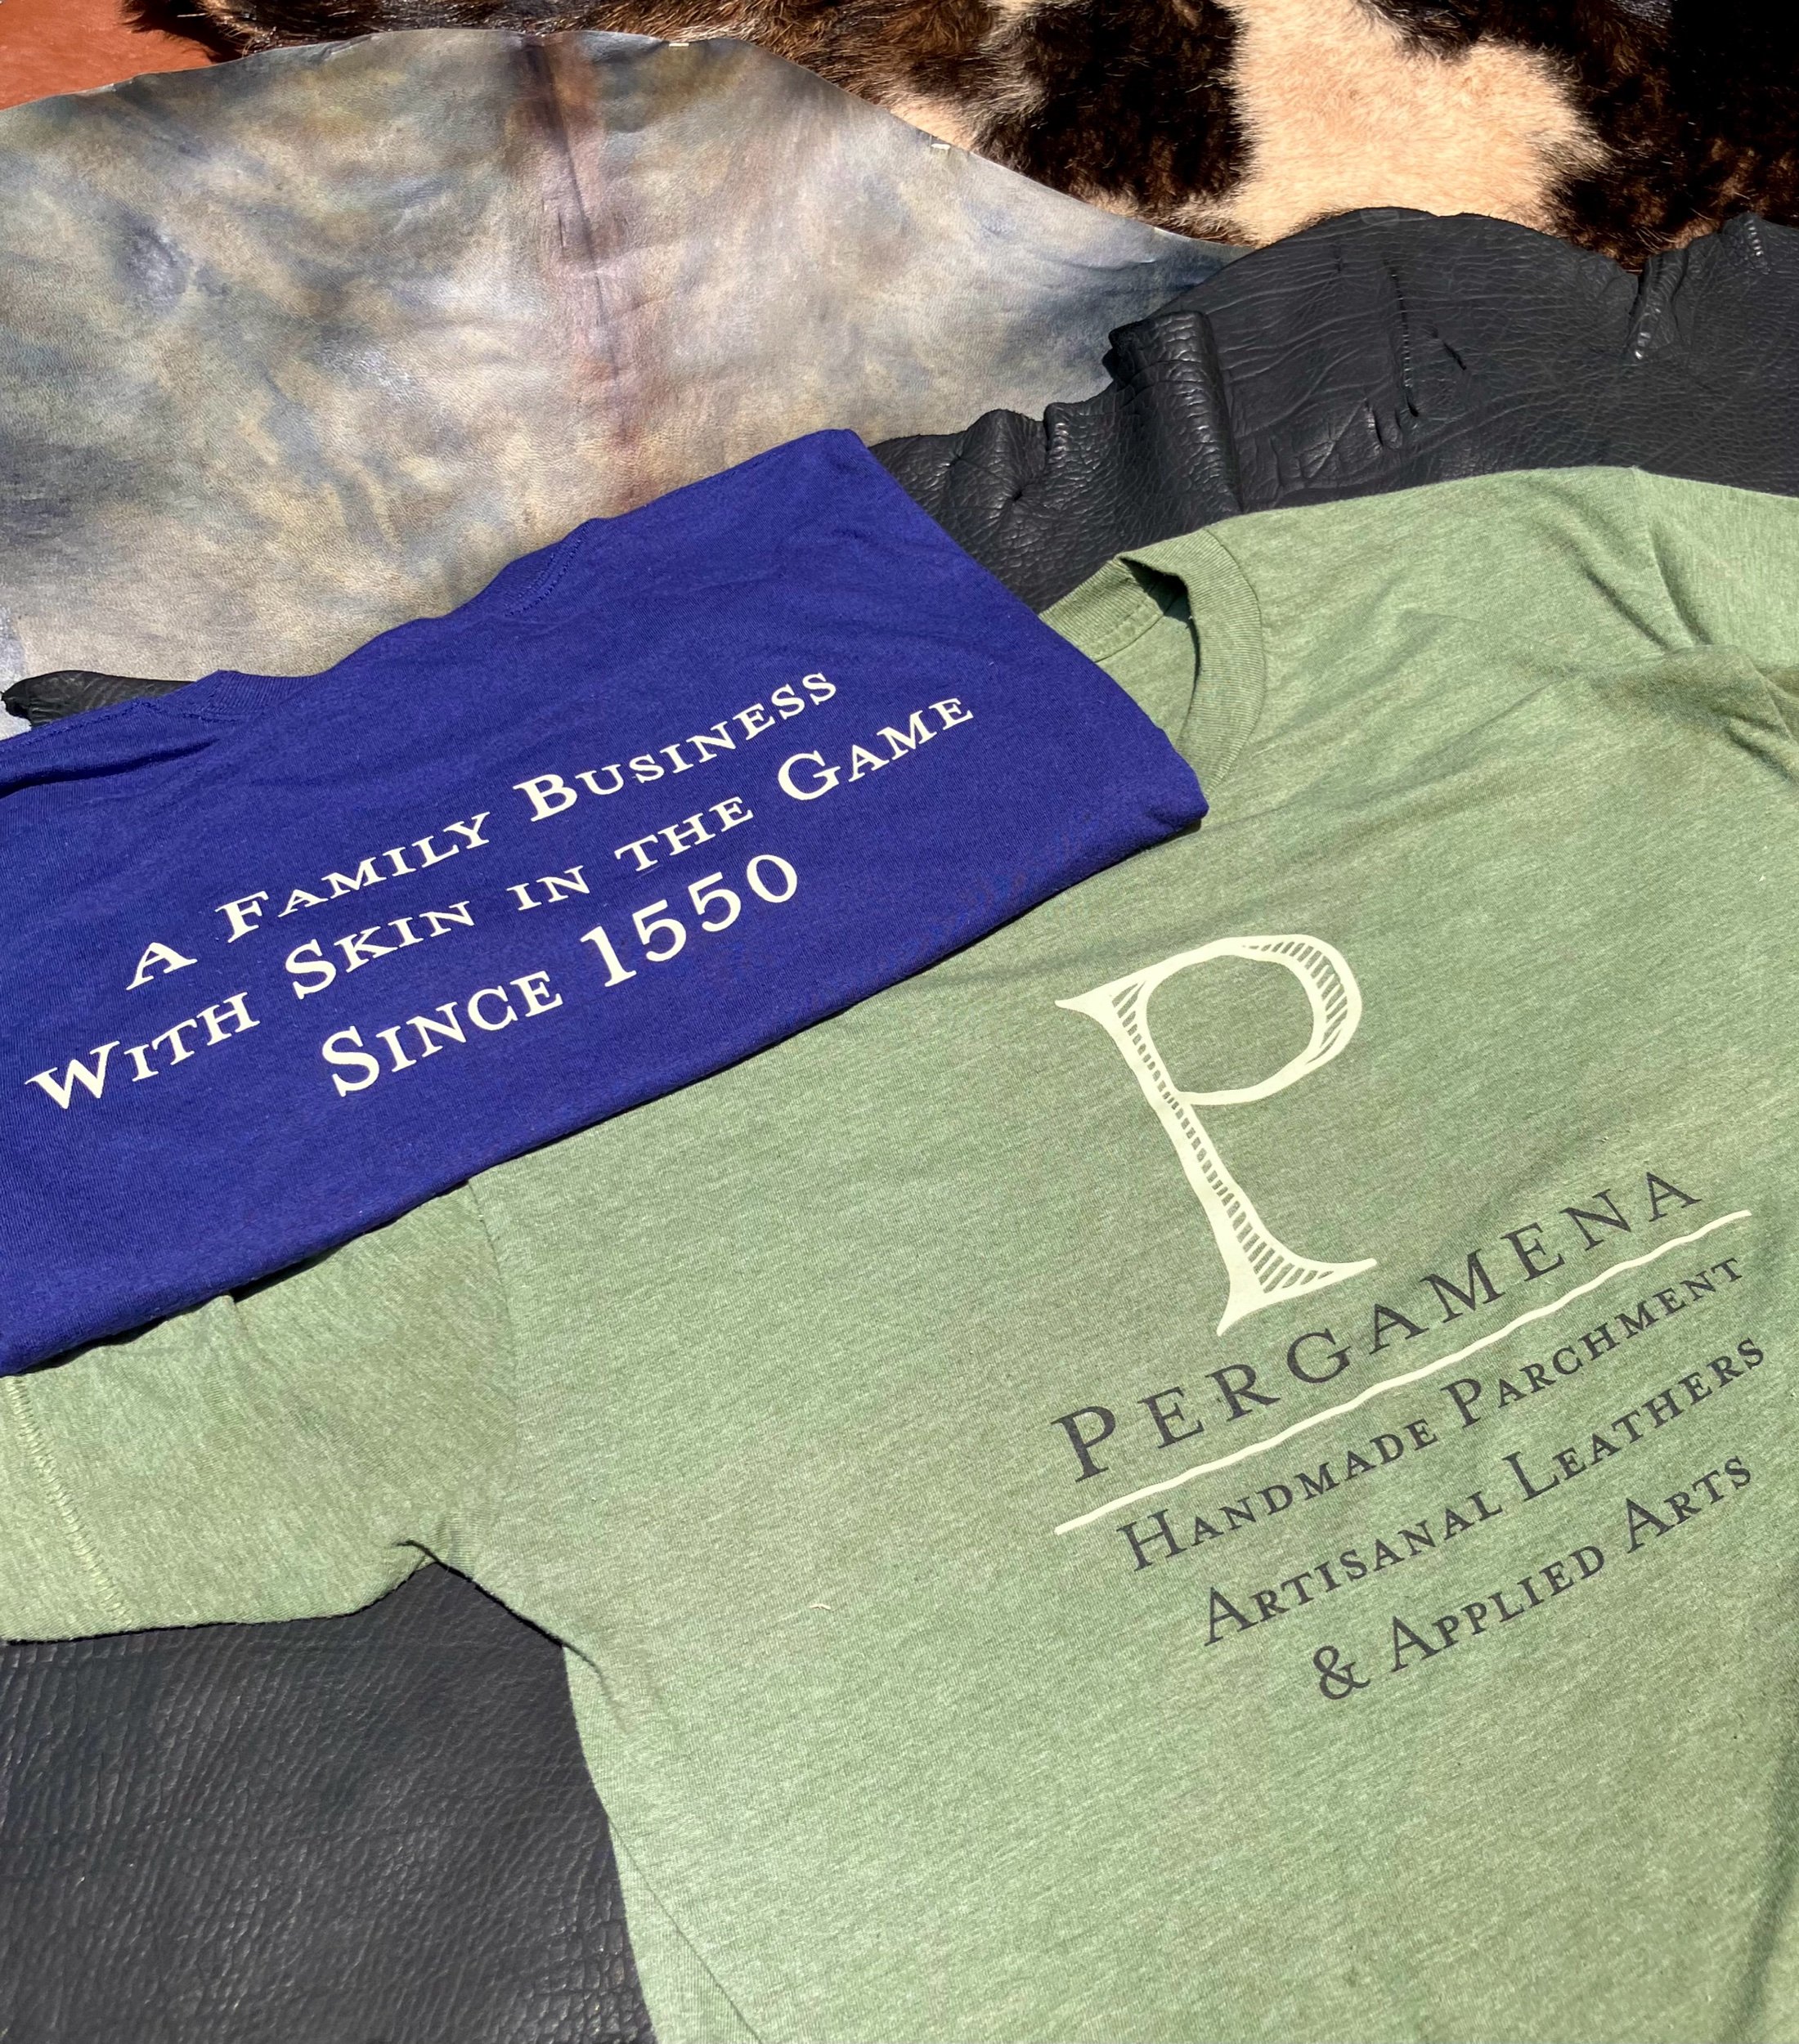 A Family Business
With Skin in the Game
Since 1550
P
Pergamena
Handmade Parchment
Artisanal Leathers
& Applied Arts